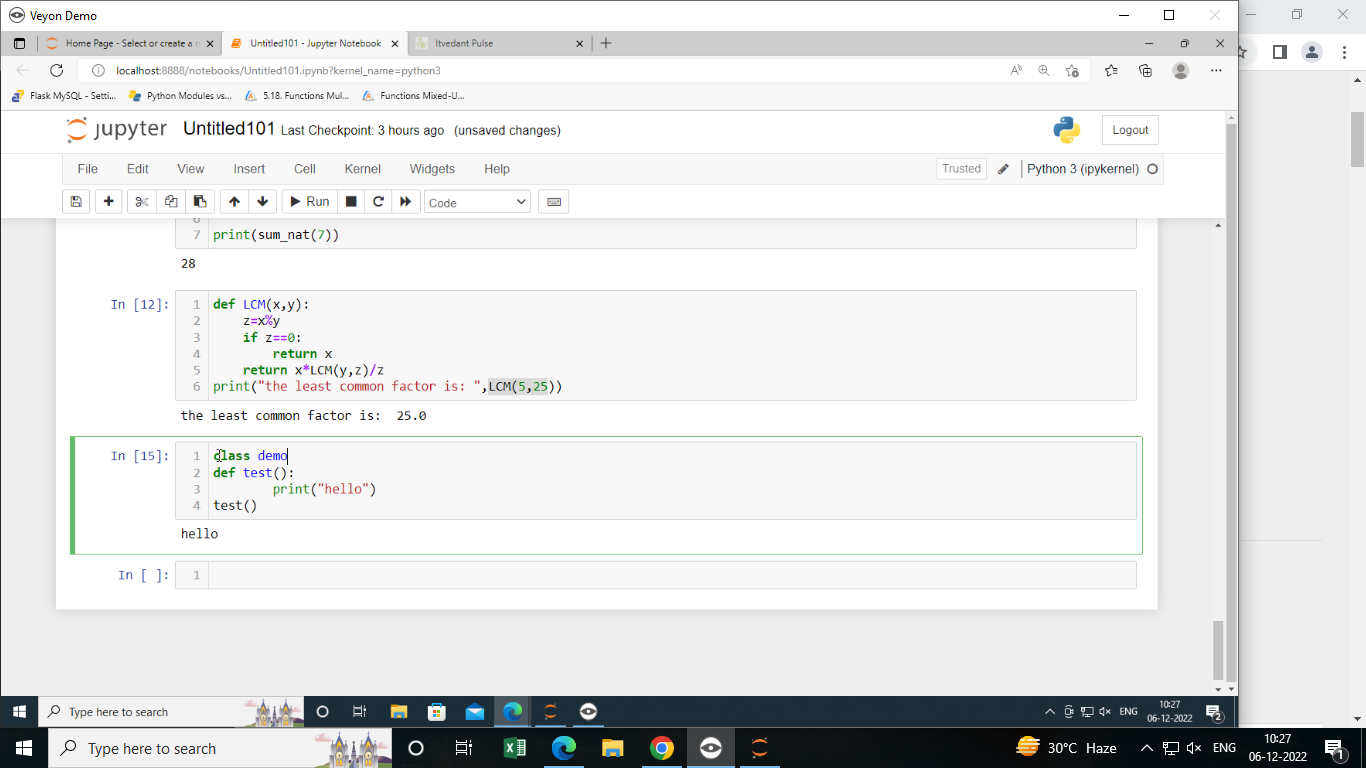 Veyon Demo
Home Page - Select or create a n
Untitled101 - Jupyter Notebook
Itvedant Pulse
localhost:8888/notebooks/Untitled101.ipynb?kernel_name=python3
Flask MySQL - Setti...
Python Modules vs...
5.18. Functions Mul...
Functions Mixed-U...
jupyter Untitled101 Last Checkpoint: 3 hours ago (unsaved changes)
Logout
File Edit View Insert Cell Kernel Widgets Help
Trusted
Python 3 (ipykernel)
Run
Code
6
7 print(sum_nat(7))
28
In [12]:
1 def LCM(x,y):
2 z=x%y
3 if z==0:
4 return x
5 return x*LCM(y,z)/z
6 print("the least common factor is: ",LCM(5,25))
the least common factor is:  25.0
In [15]:
1 class demo
2 def test():
3 print("hello")
4 test()
hello
In [ ]:
1
Type here to search
ENG
10:27
06-12-2022
2
Type here to search
30°C Haze
ENG
10:27
06-12-2022
1